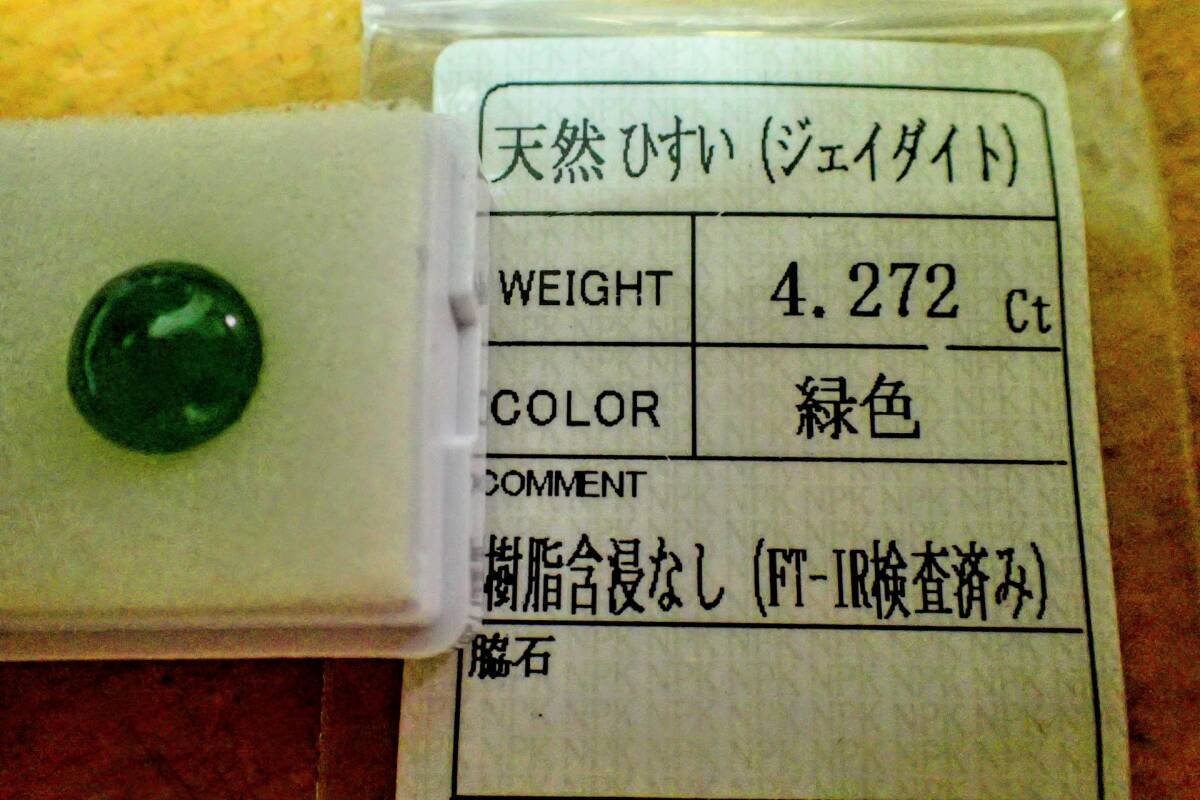 天然 ひすい (ジェイダイト)
WEIGHT 4.272 Ct
COLOR 緑色
COMMENT
樹脂含浸なし (FT-IR検査済み)
脇石